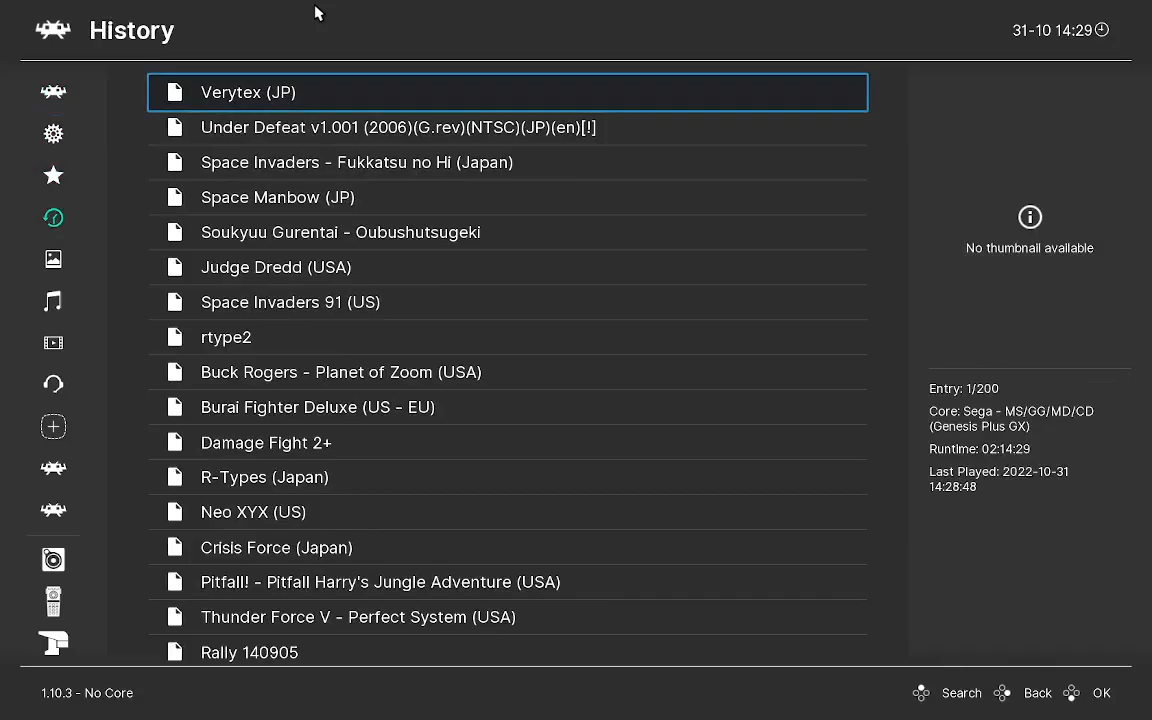 History
31-10 14:29
Verytex (JP)
Under Defeat v1.001 (2006)(G.rev)(NTSC)(JP)(en)[!]
Space Invaders - Fukkatsu no Hi (Japan)
Space Manbow (JP)
Soukyuu Gurentai - Oubushutsugeki
Judge Dredd (USA)
Space Invaders 91 (US)
rtype2
Buck Rogers - Planet of Zoom (USA)
Burai Fighter Deluxe (US - EU)
Damage Fight 2+
R-Types (Japan)
Neo XYX (US)
Crisis Force (Japan)
Pitfall! - Pitfall Harry's Jungle Adventure (USA)
Thunder Force V - Perfect System (USA)
Rally 140905
No thumbnail available
Entry: 1/200
Core: Sega - MS/GG/MD/CD
(Genesis Plus GX)
Runtime: 02:14:29
Last Played: 2022-10-31
14:28:48
1.10.3 - No Core
Search
Back
OK